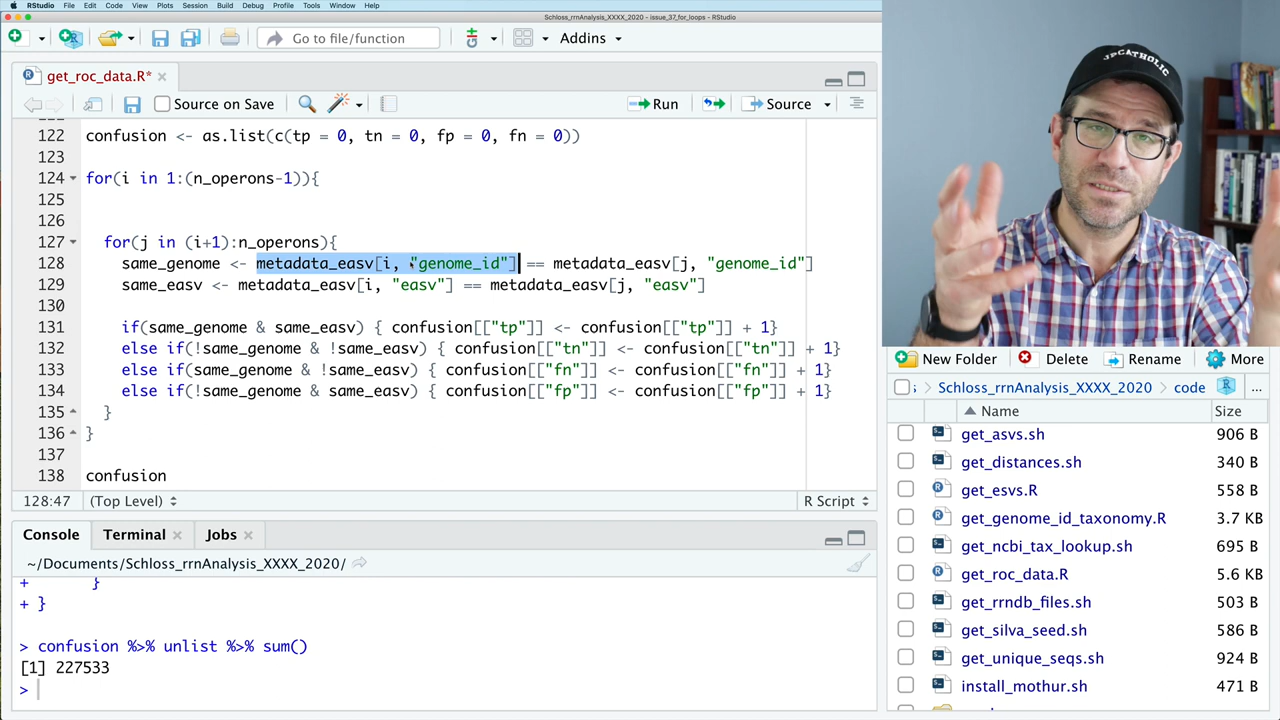 RStudio File Edit Code View Plots Session Build Debug Profile Tools Window Help
Schloss_rrnAnalysis_XXXX_2020 - issue_37_for_loops - RStudio
Go to file/function Addins
get_roc_data.R*
Source on Save Run Source
122 confusion <- as.list(c(tp = 0, tn = 0, fp = 0, fn = 0))
123
124 for(i in 1:(n_operons-1)){
125
126
127 for(j in (i+1):n_operons){
128 same_genome <- metadata_easv[i, "genome_id"] == metadata_easv[j, "genome_id"]
129 same_easv <- metadata_easv[i, "easv"] == metadata_easv[j, "easv"]
130
131 if(same_genome & same_easv) { confusion[["tp"]] <- confusion[["tp"]] + 1}
132 else if(!same_genome & !same_easv) { confusion[["tn"]] <- confusion[["tn"]] + 1}
133 else if(same_genome & !same_easv) { confusion[["fn"]] <- confusion[["fn"]] + 1}
134 else if(!same_genome & same_easv) { confusion[["fp"]] <- confusion[["fp"]] + 1}
135 }
136 }
137
138 confusion
128:47 (Top Level) R Script
Console Terminal Jobs
~/Documents/Schloss_rrnAnalysis_XXXX_2020/
+ }
+ }
> confusion %>% unlist %>% sum()
[1] 227533
>
JPCATHOLIC
New Folder Delete Rename More
Schloss_rrnAnalysis_XXXX_2020 code ...
Name Size
get_asvs.sh 906 B
get_distances.sh 340 B
get_esvs.R 558 B
get_genome_id_taxonomy.R 3.7 KB
get_ncbi_tax_lookup.sh 695 B
get_roc_data.R 5.6 KB
get_rrndb_files.sh 503 B
get_silva_seed.sh 586 B
get_unique_seqs.sh 924 B
install_mothur.sh 471 B